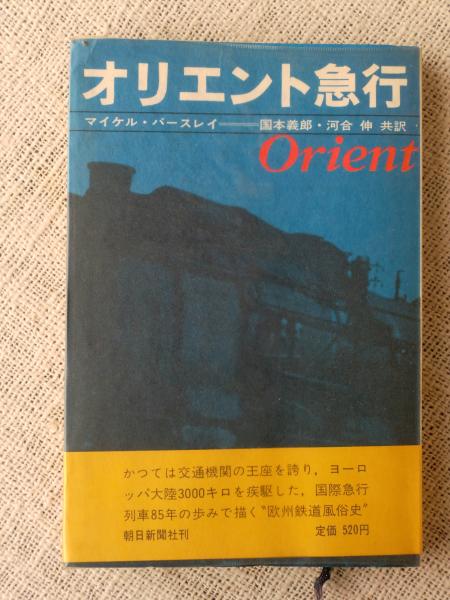 オリエント急行
マイケル・バースレイ——国本義郎・河合 伸 共訳
Orient
かつては交通機関の王座を誇り，ヨーロ
ッパ大陸3000キロを疾駆した，国際急行
列車85年の歩みで描く〝欧州鉄道風俗史〟
朝日新聞社刊 定価 520円